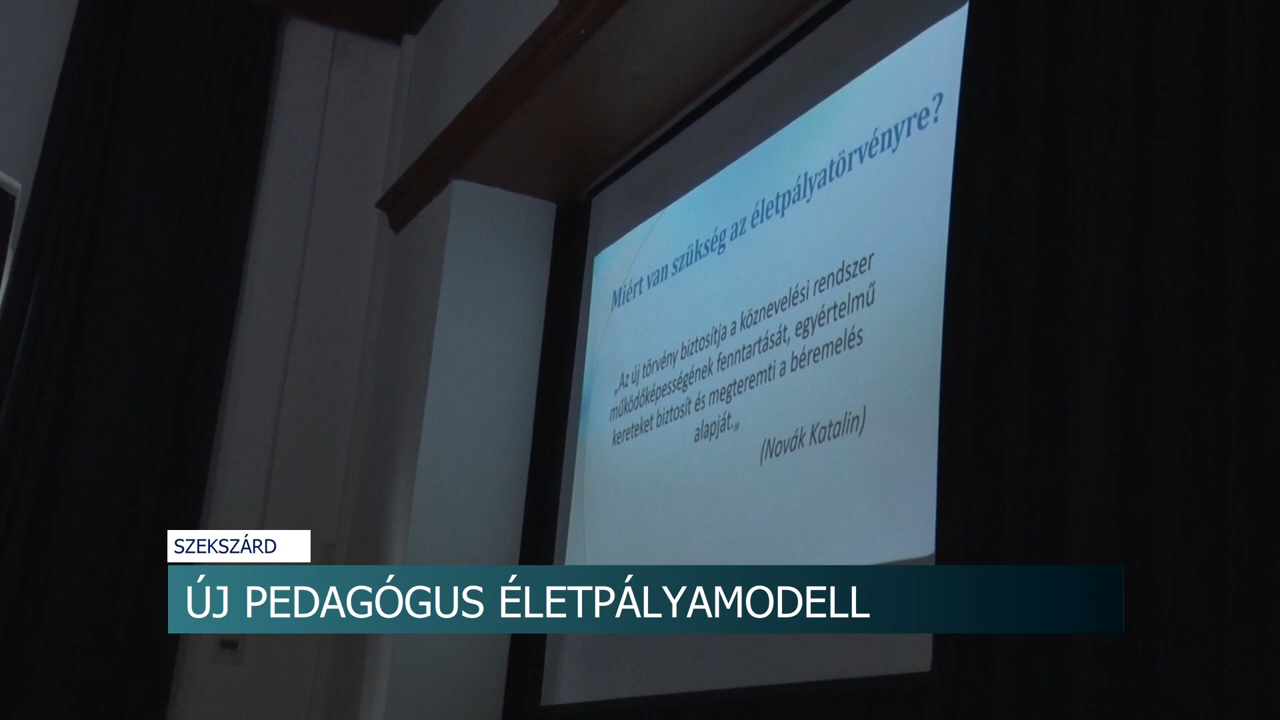 Miért van szükség az életpályatörvényre?
„Az új törvény biztosítja a köznevelési rendszer
működőképességének fenntartását, egyértelmű
kereteket biztosít és megteremti a béremelés
alapját.„
(Novák Katalin)
SZEKSZÁRD
ÚJ PEDAGÓGUS ÉLETPÁLYAMODELL